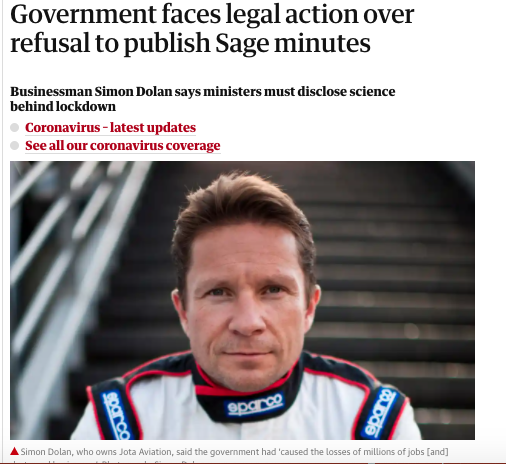 Government faces legal action over
refusal to publish Sage minutes
Businessman Simon Dolan says ministers must disclose science
behind lockdown
Coronavirus – latest updates
See all our coronavirus coverage
sparco
sparco
sparco
Simon Dolan, who owns Jota Aviation, said the government had 'caused the losses of millions of jobs [and]